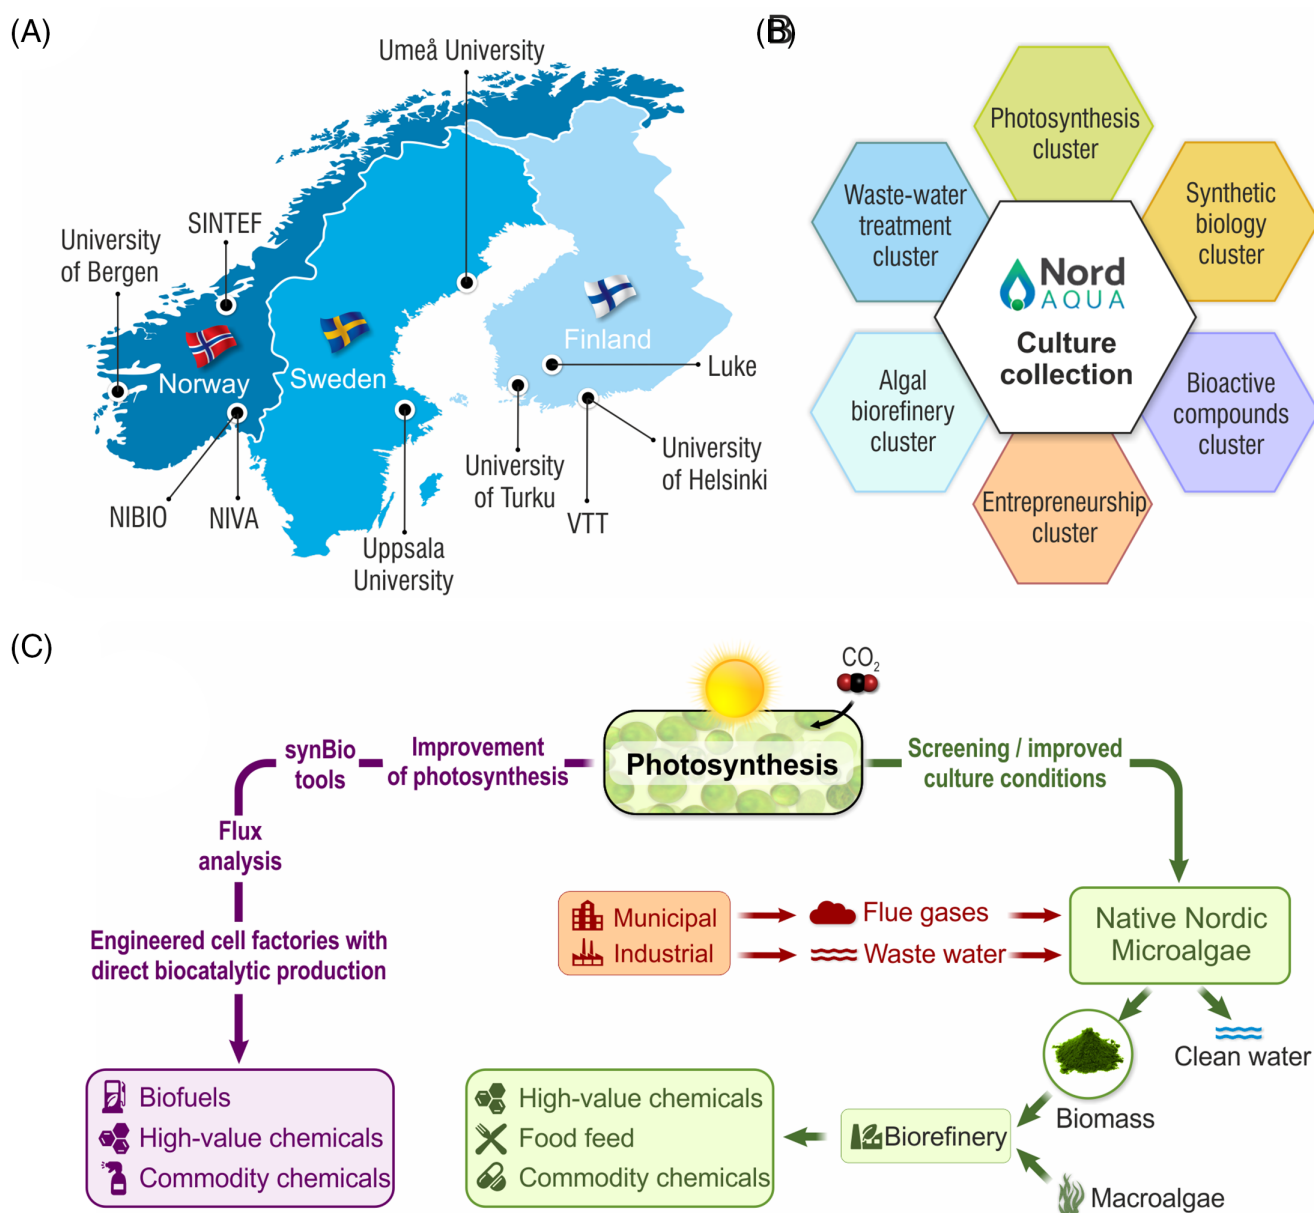 (A)
Umeå University
SINTEF
University
of Bergen
Norway
Sweden
Finland
Luke
University
of Helsinki
University
of Turku
VTT
NIBIO
NIVA
Uppsala
University
(B)
Photosynthesis
cluster
Waste-water
treatment
cluster
Synthetic
biology
cluster
Nord
AQUA
Culture
collection
Algal
biorefinery
cluster
Bioactive
compounds
cluster
Entrepreneurship
cluster
(C)
CO2
Photosynthesis
Improvement
of photosynthesis
synBio
tools
Flux
analysis
Engineered cell factories with
direct biocatalytic production
Biofuels
High-value chemicals
Commodity chemicals
Screening / improved
culture conditions
Municipal
Industrial
Flue gases
Waste water
Native Nordic
Microalgae
Clean water
Biomass
Biorefinery
Macroalgae
High-value chemicals
Food feed
Commodity chemicals